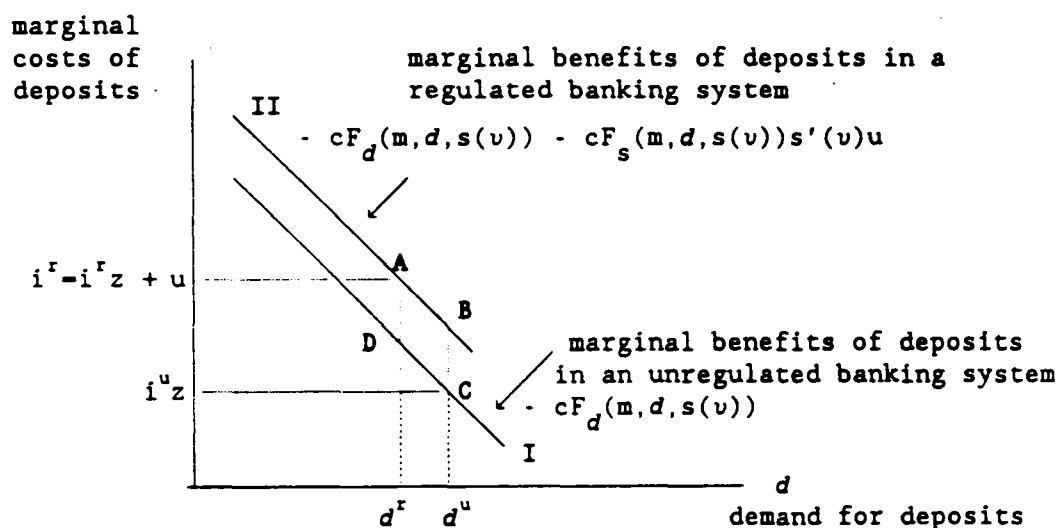 marginal
costs of
deposits
marginal benefits of deposits in a
regulated banking system
II
- cF_d(m,d,s(υ)) - cF_s(m,d,s(υ))s'(υ)u
A
i^r=i^r z + u
B
D
marginal benefits of deposits
in an unregulated banking system
i^u z
C
- cF_d(m,d,s(υ))
I
d
d^r d^u
demand for deposits